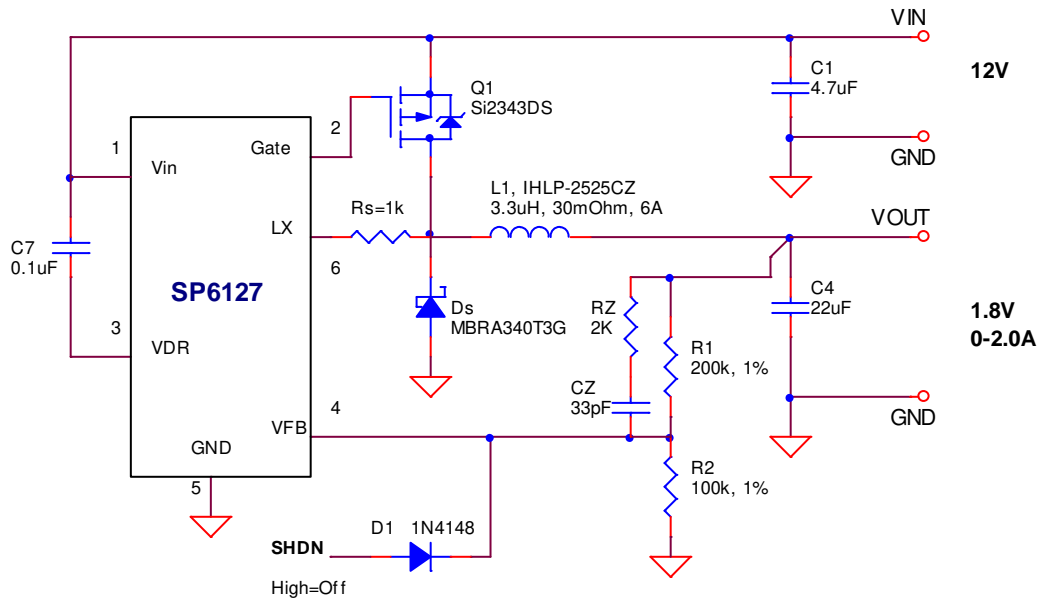 VIN
12V
C1
4.7uF
Q1
Si2343DS
2
1
Gate
GND
Vin
L1, IHLP-2525CZ
3.3uH, 30mOhm, 6A
Rs=1k
VOUT
LX
C7
0.1uF
6
SP6127
C4
22uF
1.8V
0-2.0A
Ds
MBRA340T3G
RZ
2K
3
VDR
R1
200k, 1%
CZ
33pF
4
GND
VFB
GND
R2
100k, 1%
5
D1 1N4148
SHDN
High=Off